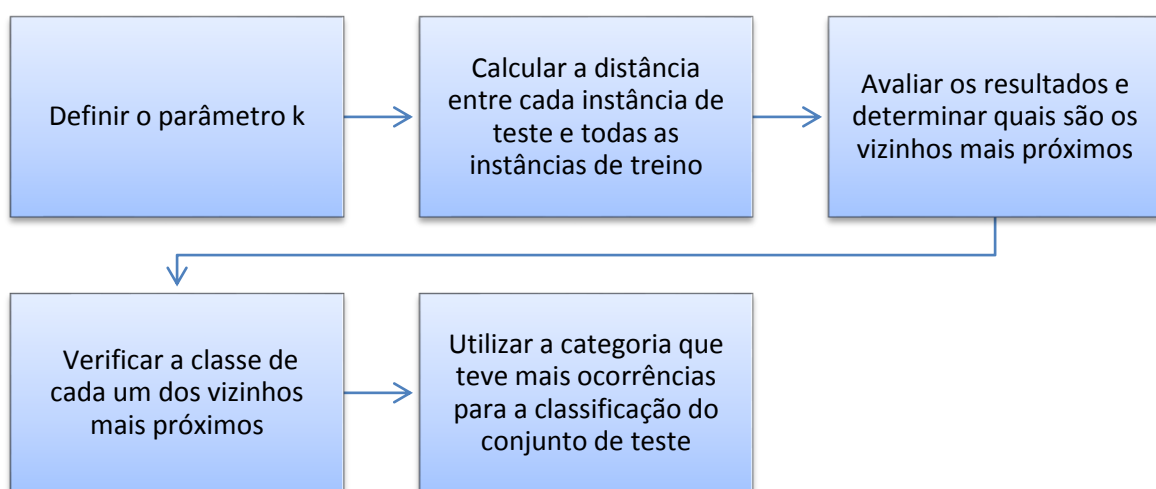 Definir o parâmetro k
Calcular a distância
entre cada instância de
teste e todas as
instâncias de treino
Avaliar os resultados e
determinar quais são os
vizinhos mais próximos
Verificar a classe de
cada um dos vizinhos
mais próximos
Utilizar a categoria que
teve mais ocorrências
para a classificação do
conjunto de teste